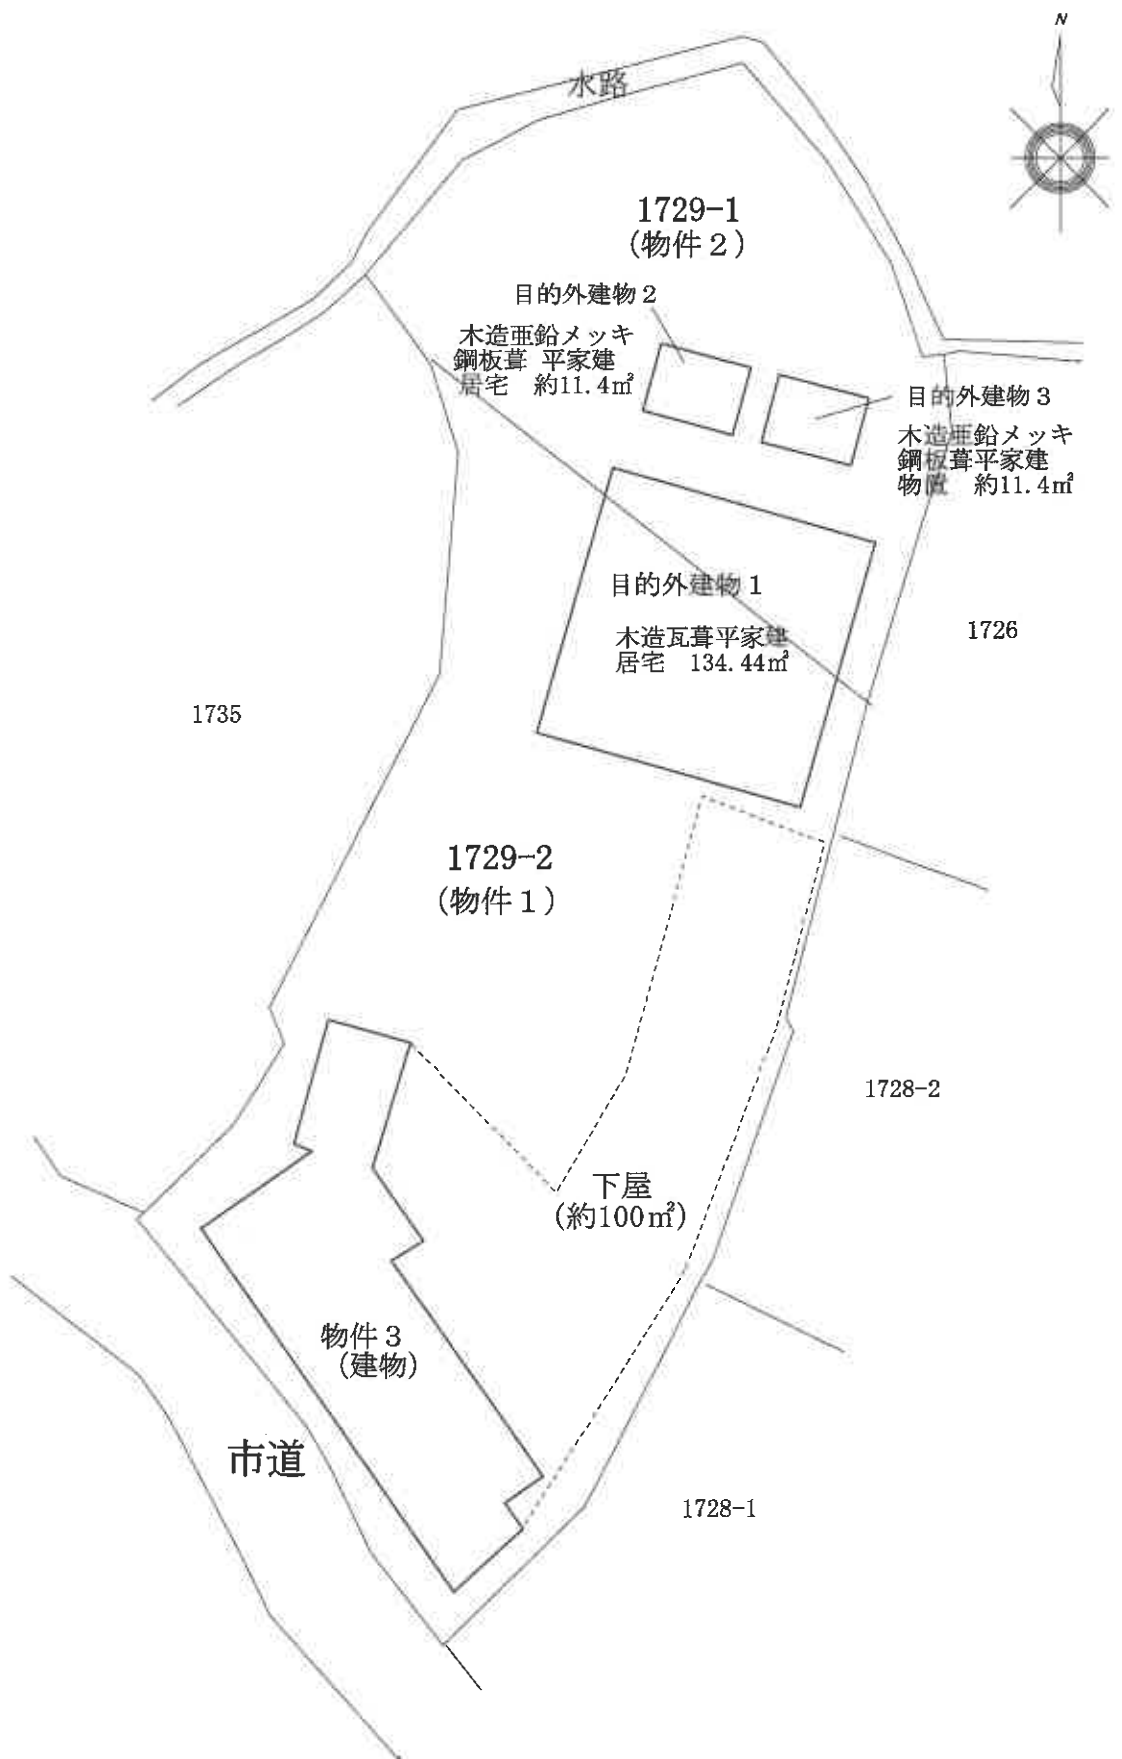 N
水路
1729-1
(物件2)
目的外建物2
木造亜鉛メッキ
鋼板葺 平家建
居宅 約11.4㎡
目的外建物3
木造亜鉛メッキ
鋼板葺平家建
物置 約11.4㎡
目的外建物1
木造瓦葺平家建
居宅 134.44㎡
1726
1735
1729-2
(物件1)
1728-2
下屋
(約100㎡)
物件3
(建物)
市道
1728-1